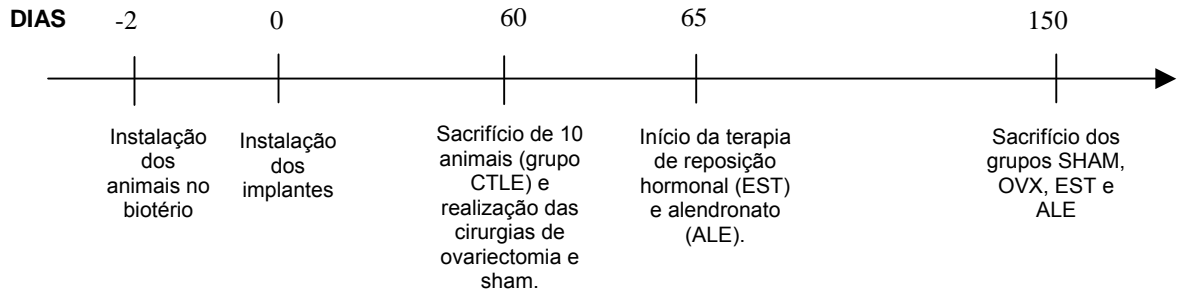 DIAS -2 0 60 65 150
Instalação
dos
animais no
biotério
Instalação
dos
implantes
Sacrifício de 10
animais (grupo
CTLE) e
realização das
cirurgias de
ovariectomia e
sham.
Início da terapia
de reposição
hormonal (EST)
e alendronato
(ALE).
Sacrifício dos
grupos SHAM,
OVX, EST e
ALE